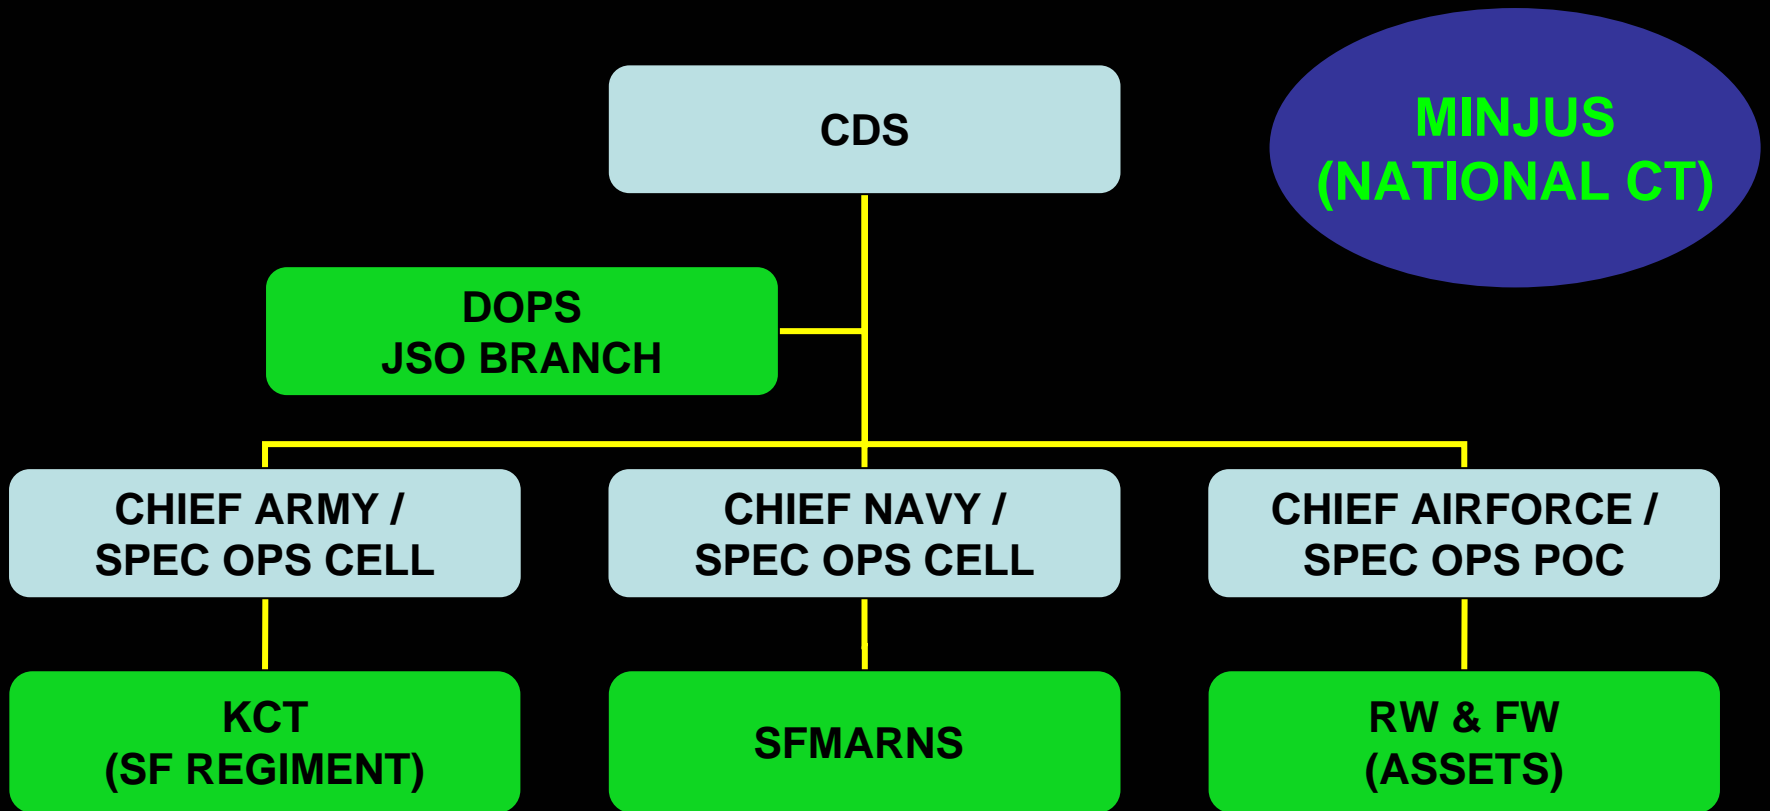 CDS
MINJUS
(NATIONAL CT)
DOPS
JSO BRANCH
CHIEF ARMY /
SPEC OPS CELL
CHIEF NAVY /
SPEC OPS CELL
CHIEF AIRFORCE /
SPEC OPS POC
KCT
(SF REGIMENT)
SFMARNS
RW & FW
(ASSETS)